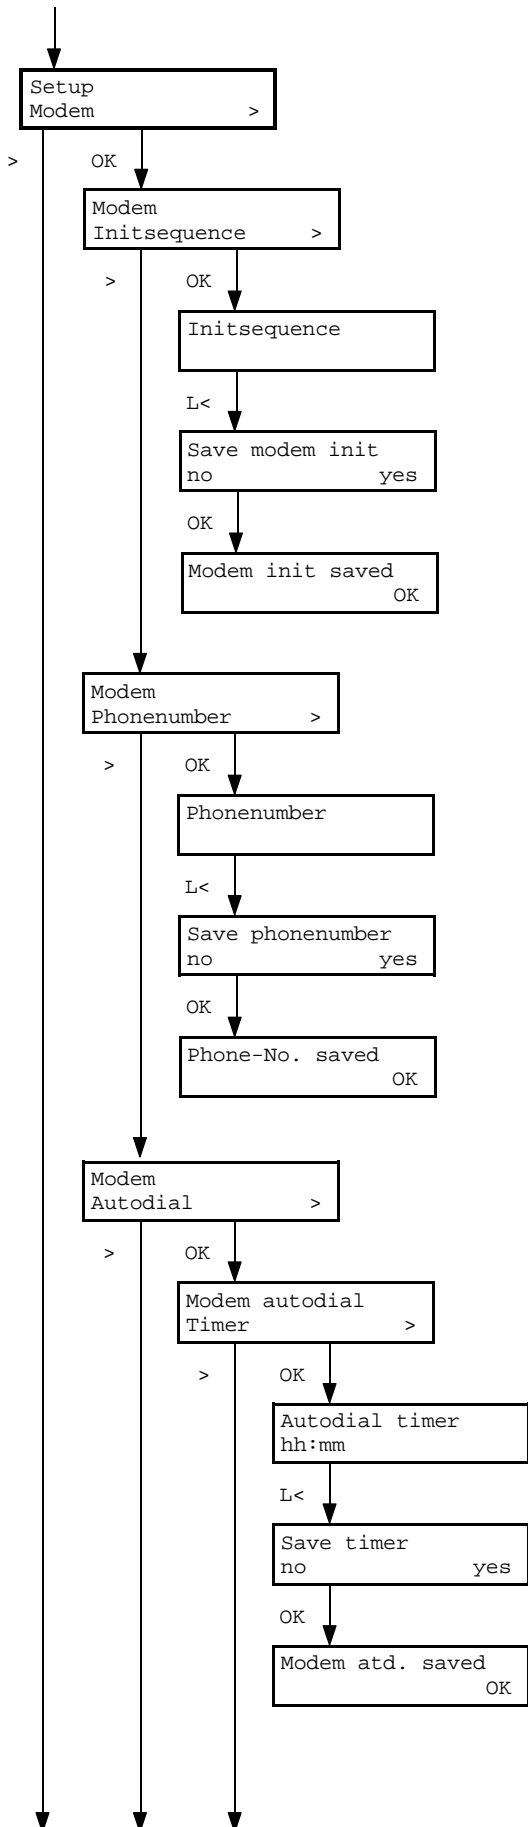 Setup
Modem >
> OK
Modem
Initsequence >
> OK
Initsequence
L<
Save modem init
no yes
OK
Modem init saved
OK
Modem
Phonenumber >
> OK
Phonenumber
L<
Save phonenumber
no yes
OK
Phone-No. saved
OK
Modem
Autodial >
> OK
Modem autodial
Timer >
> OK
Autodial timer
hh:mm
L<
Save timer
no yes
OK
Modem atd. saved
OK